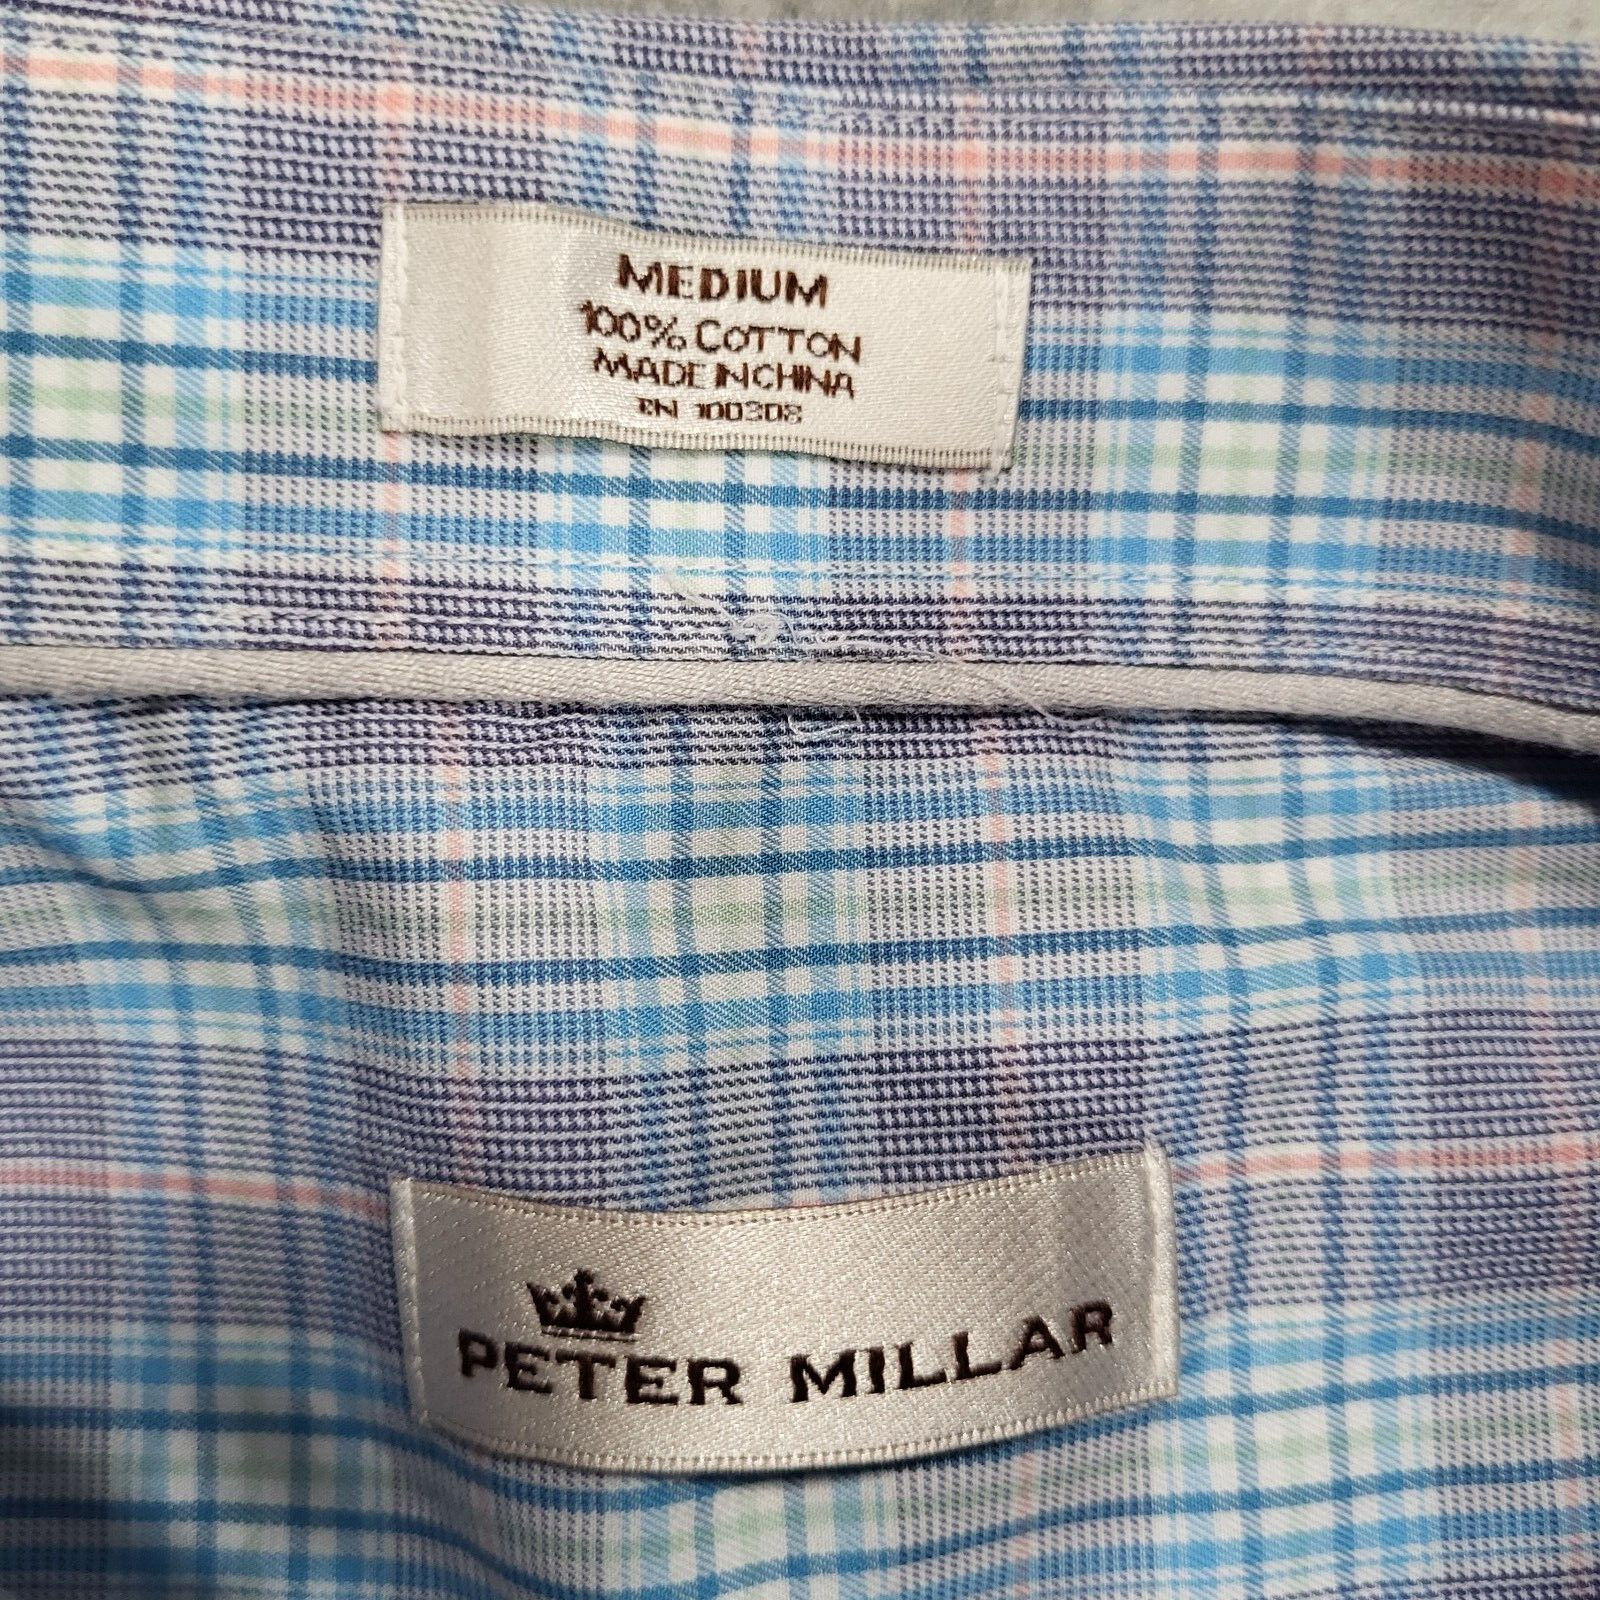 MEDIUM
100% COTTON
MADE IN CHINA
RN 100308
PETER MILLAR